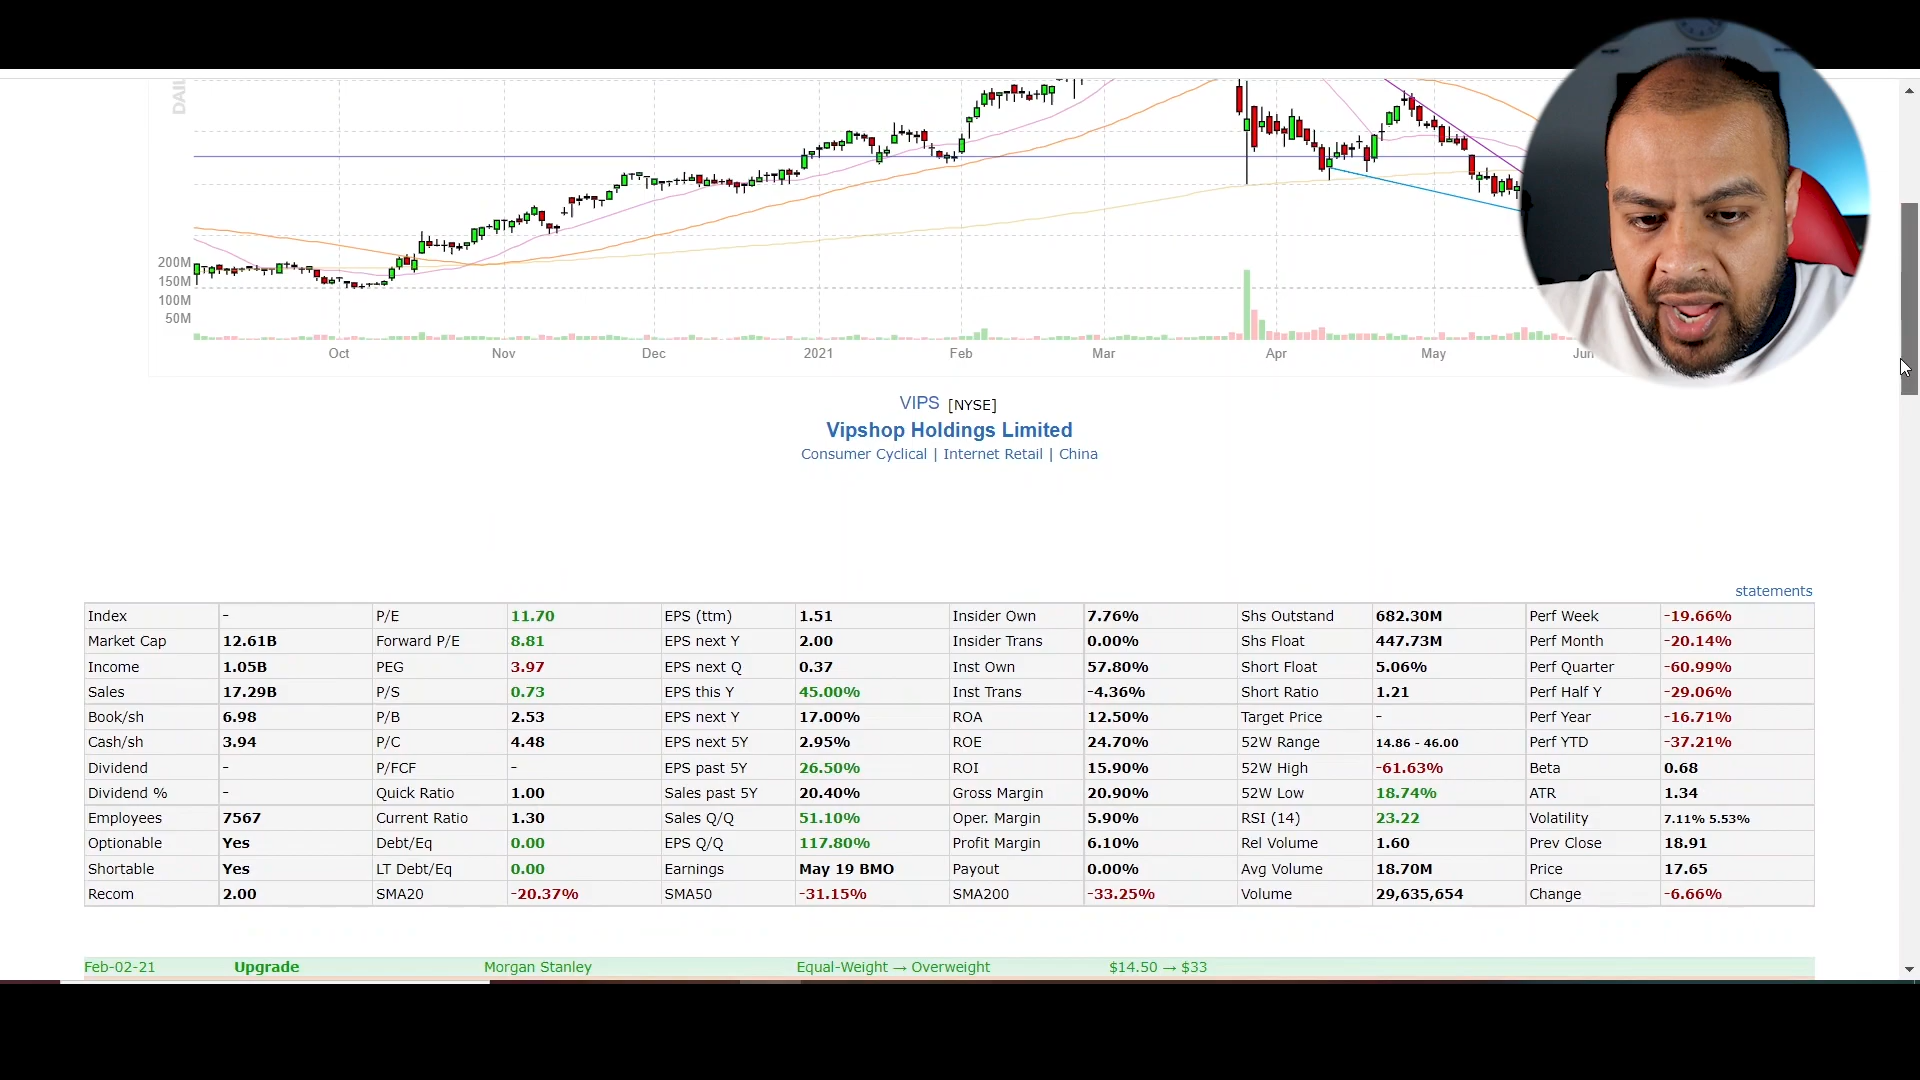 DAIL
200M
150M
100M
50M
Oct Nov Dec 2021 Feb Mar Apr May Jun
VIPS [NYSE]
Vipshop Holdings Limited
Consumer Cyclical | Internet Retail | China
statements
Index - P/E 11.70 EPS (ttm) 1.51 Insider Own 7.76% Shs Outstand 682.30M Perf Week -19.66%
Market Cap 12.61B Forward P/E 8.81 EPS next Y 2.00 Insider Trans 0.00% Shs Float 447.73M Perf Month -20.14%
Income 1.05B PEG 3.97 EPS next Q 0.37 Inst Own 57.80% Short Float 5.06% Perf Quarter -60.99%
Sales 17.29B P/S 0.73 EPS this Y 45.00% Inst Trans -4.36% Short Ratio 1.21 Perf Half Y -29.06%
Book/sh 6.98 P/B 2.53 EPS next Y 17.00% ROA 12.50% Target Price - Perf Year -16.71%
Cash/sh 3.94 P/C 4.48 EPS next 5Y 2.95% ROE 24.70% 52W Range 14.86 - 46.00 Perf YTD -37.21%
Dividend - P/FCF - EPS past 5Y 26.50% ROI 15.90% 52W High -61.63% Beta 0.68
Dividend % - Quick Ratio 1.00 Sales past 5Y 20.40% Gross Margin 20.90% 52W Low 18.74% ATR 1.34
Employees 7567 Current Ratio 1.30 Sales Q/Q 51.10% Oper. Margin 5.90% RSI (14) 23.22 Volatility 7.11% 5.53%
Optionable Yes Debt/Eq 0.00 EPS Q/Q 117.80% Profit Margin 6.10% Rel Volume 1.60 Prev Close 18.91
Shortable Yes LT Debt/Eq 0.00 Earnings May 19 BMO Payout 0.00% Avg Volume 18.70M Price 17.65
Recom 2.00 SMA20 -20.37% SMA50 -31.15% SMA200 -33.25% Volume 29,635,654 Change -6.66%
Feb-02-21 Upgrade Morgan Stanley Equal-Weight → Overweight $14.50 → $33